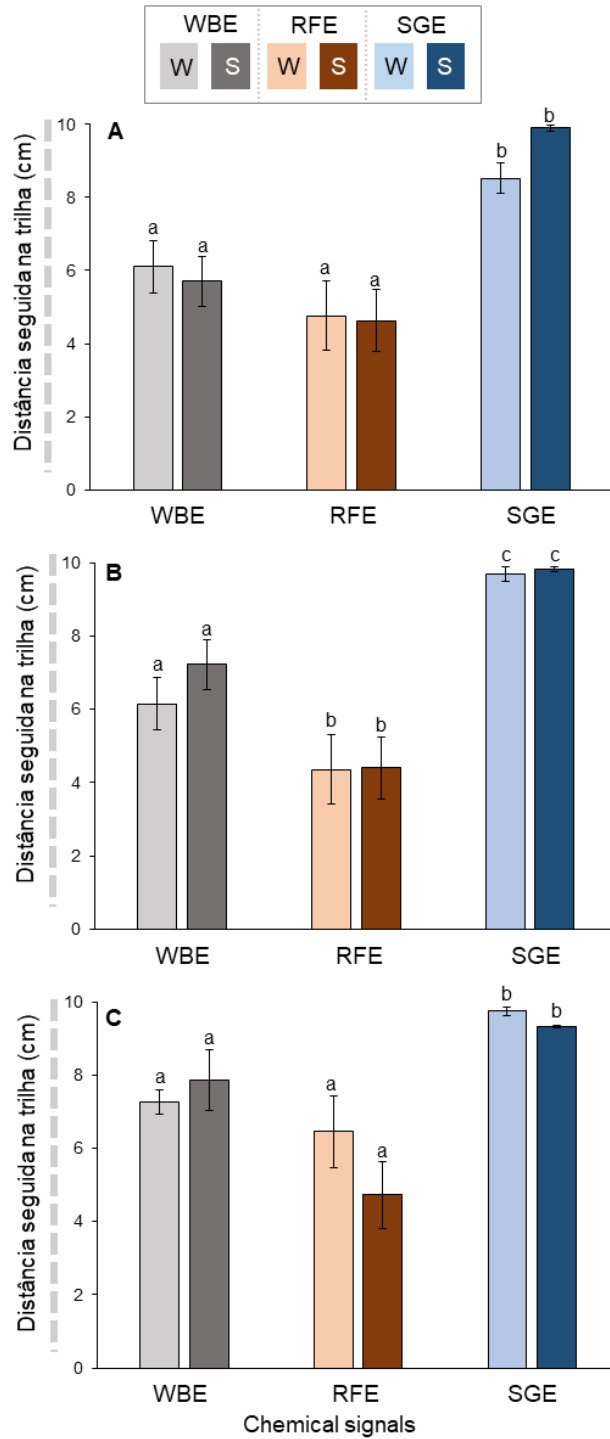 WBE RFE SGE
W S W S W S
A
Distância seguida na trilha (cm)
10
8
6
4
2
0
a a a a b b
WBE RFE SGE
B
Distância seguida na trilha (cm)
10
8
6
4
2
0
a a b b c c
WBE RFE SGE
C
Distância seguida na trilha (cm)
10
8
6
4
2
0
a a a a b b
WBE RFE SGE
Chemical signals